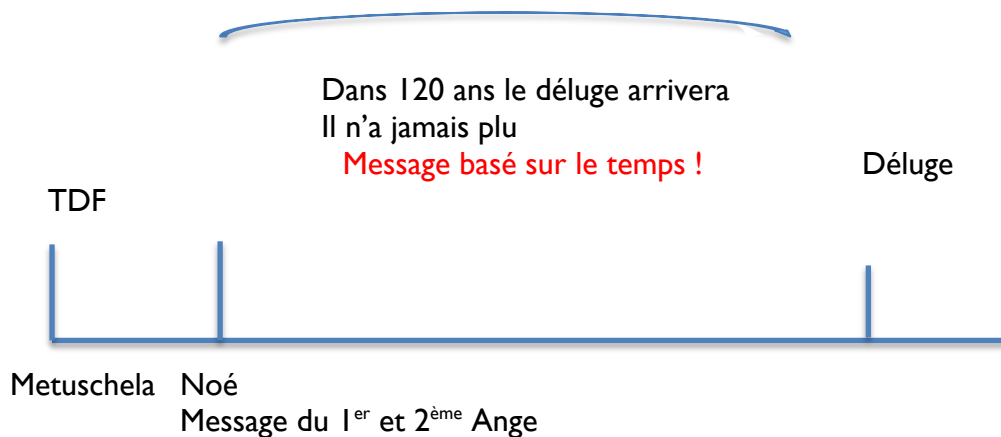 Dans 120 ans le déluge arrivera
Il n'a jamais plu
Message basé sur le temps !
Déluge
TDF
Metuschela Noé
Message du 1er et 2ème Ange